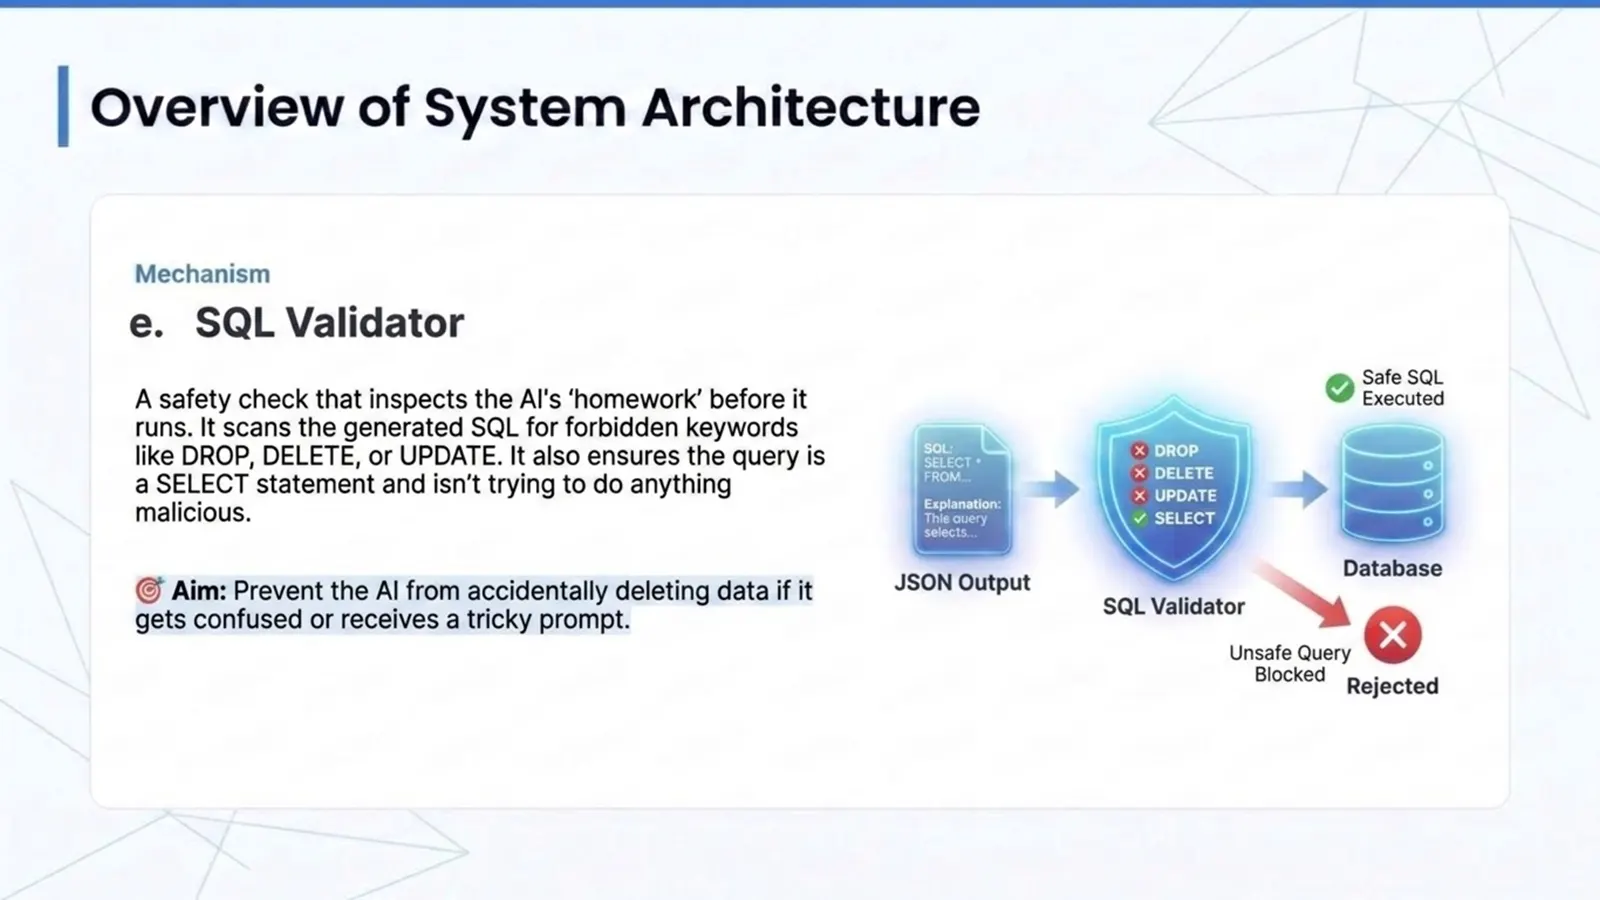 Overview of System Architecture
Mechanism
e. SQL Validator
A safety check that inspects the AI's ‘homework’ before it
runs. It scans the generated SQL for forbidden keywords
like DROP, DELETE, or UPDATE. It also ensures the query is
a SELECT statement and isn’t trying to do anything
malicious.
🎯 Aim: Prevent the AI from accidentally deleting data if it
gets confused or receives a tricky prompt.
SQL:
SELECT *
FROM...
Explanation:
This query
selects...
JSON Output
DROP
DELETE
UPDATE
SELECT
SQL Validator
Safe SQL
Executed
Database
Unsafe Query
Blocked
Rejected